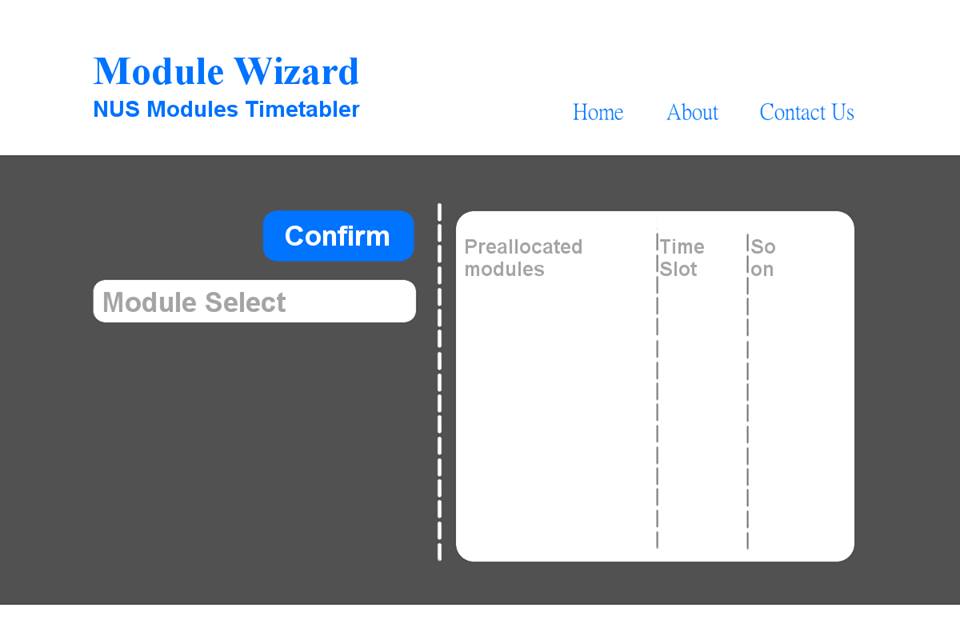 Module Wizard
NUS Modules Timetabler
Home About Contact Us
Confirm
Module Select
Preallocated
modules
Time
Slot
So
on